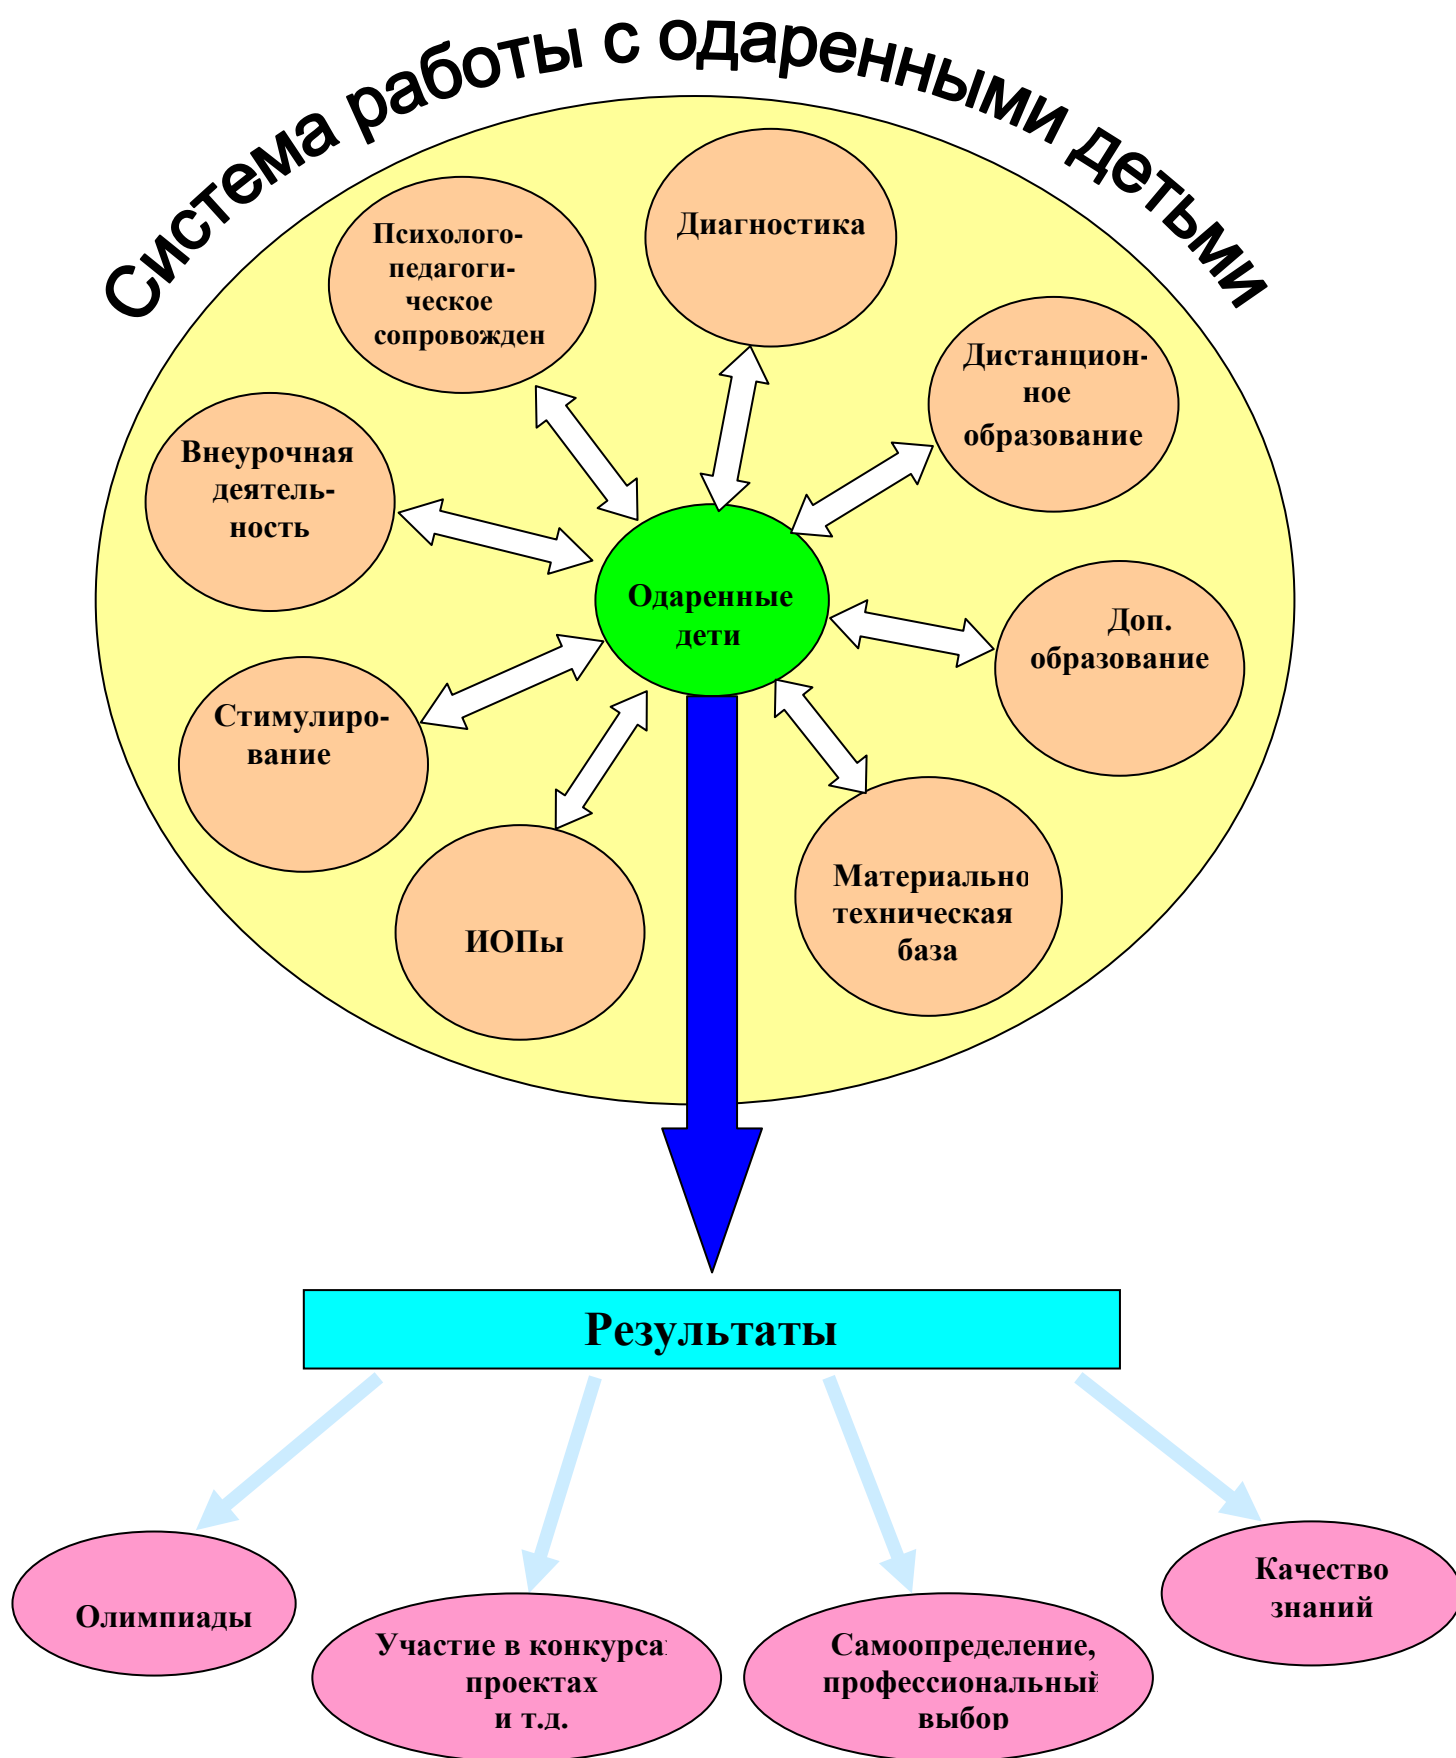 Система работы с одаренными детьми
Диагностика
Психолого-
педагоги-
ческое
сопровожден
Дистанцион-
ное
образование
Внеурочная
деятель-
ность
Одаренные
дети
Доп.
образование
Стимулиро-
вание
Материально
техническая
база
ИОПы
Результаты
Олимпиады
Участие в конкурса
проектах
и т.д.
Самоопределение,
профессиональный
выбор
Качество
знаний